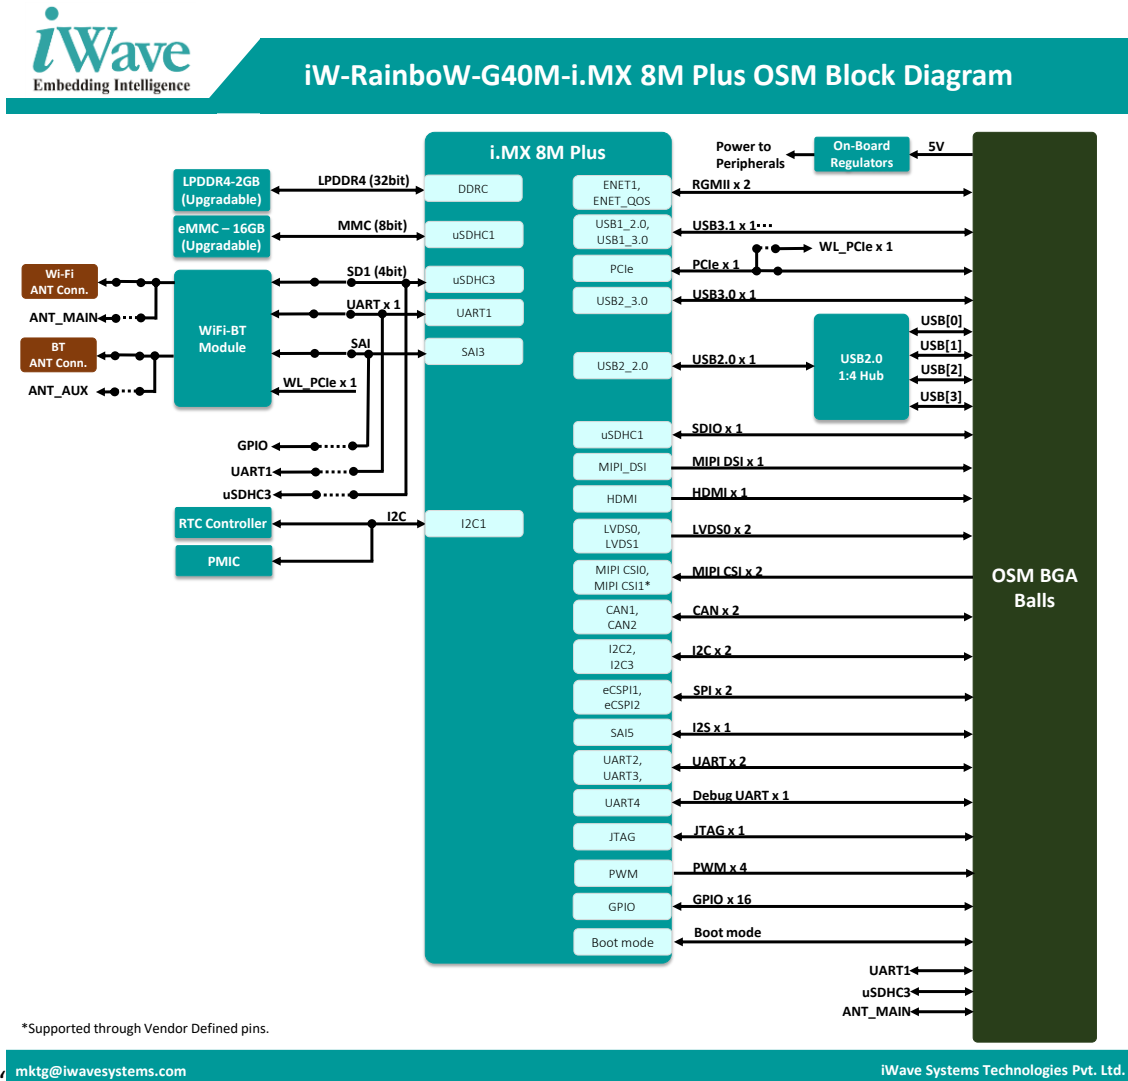 iWave
Embedding Intelligence
iW-RainboW-G40M-i.MX 8M Plus OSM Block Diagram
i.MX 8M Plus
LPDDR4-2GB
(Upgradable)
LPDDR4 (32bit)
DDRC
eMMC – 16GB
(Upgradable)
MMC (8bit)
uSDHC1
Wi-Fi
ANT Conn.
ANT_MAIN
BT
ANT Conn.
ANT_AUX
WiFi-BT
Module
SD1 (4bit)
uSDHC3
UART x 1
UART1
SAI
SAI3
WL_PCIe x 1
GPIO
UART1
uSDHC3
RTC Controller
I2C
I2C1
PMIC
Power to
Peripherals
On-Board
Regulators
5V
ENET1,
ENET_QOS
RGMII x 2
USB1_2.0,
USB1_3.0
USB3.1 x 1
WL_PCIe x 1
PCIe
PCIe x 1
USB2_3.0
USB3.0 x 1
USB2_2.0
USB2.0 x 1
USB2.0
1:4 Hub
USB[0]
USB[1]
USB[2]
USB[3]
uSDHC1
SDIO x 1
MIPI_DSI
MIPI DSI x 1
HDMI
HDMI x 1
LVDS0,
LVDS1
LVDS0 x 2
MIPI CSI0,
MIPI CSI1*
MIPI CSI x 2
CAN1,
CAN2
CAN x 2
I2C2,
I2C3
I2C x 2
eCSPI1,
eCSPI2
SPI x 2
SAI5
I2S x 1
UART2,
UART3,
UART x 2
UART4
Debug UART x 1
JTAG
JTAG x 1
PWM
PWM x 4
GPIO
GPIO x 16
Boot mode
Boot mode
OSM BGA
Balls
UART1
uSDHC3
ANT_MAIN
*Supported through Vendor Defined pins.
mktg@iwavesystems.com
iWave Systems Technologies Pvt. Ltd.